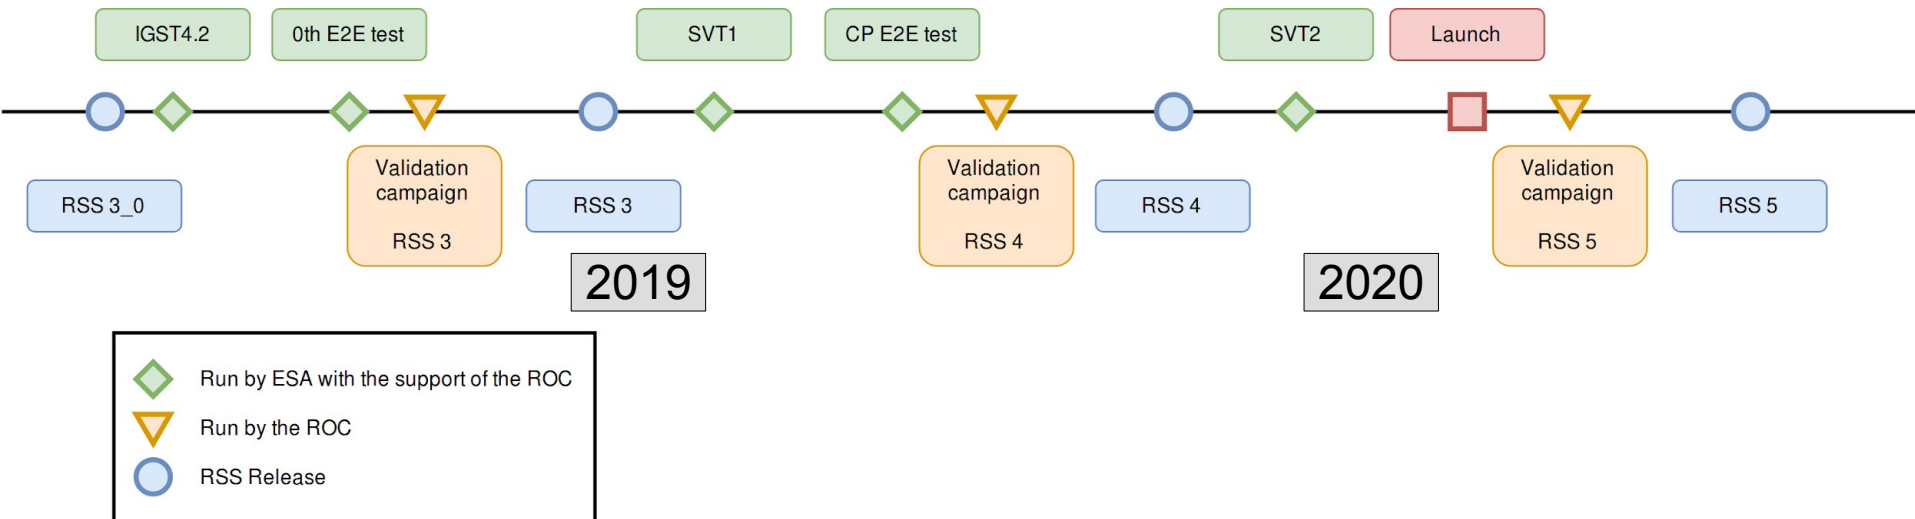 IGST4.2
0th E2E test
SVT1
CP E2E test
SVT2
Launch
RSS 3_0
Validation
campaign
RSS 3
RSS 3
Validation
campaign
RSS 4
RSS 4
Validation
campaign
RSS 5
RSS 5
2019
2020
Run by ESA with the support of the ROC
Run by the ROC
RSS Release